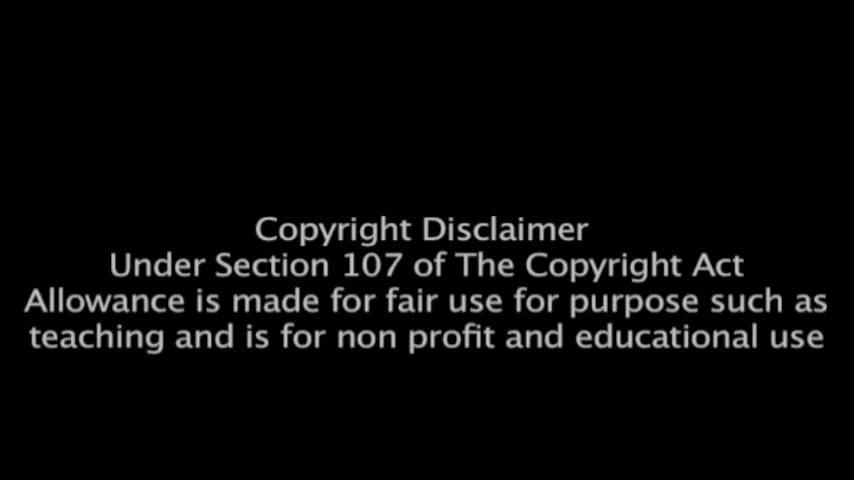 Copyright Disclaimer
Under Section 107 of The Copyright Act
Allowance is made for fair use for purpose such as
teaching and is for non profit and educational use